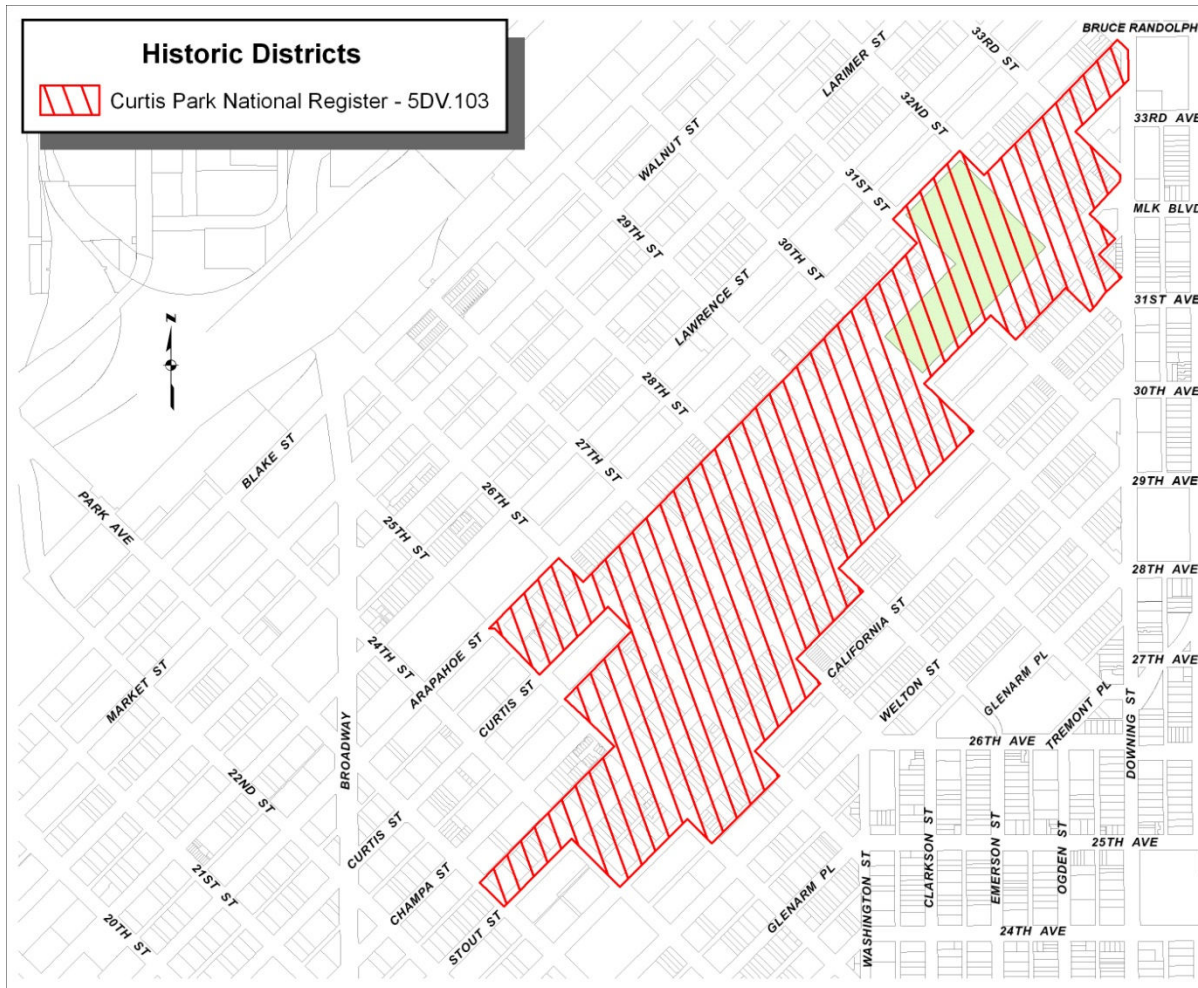 Historic Districts
Curtis Park National Register - 5DV.103
BRUCE RANDOLPH
33RD ST
LARIMER ST
32ND ST
33RD AVE
WALNUT ST
31ST ST
MLK BLVD
29TH ST
30TH ST
31ST AVE
LAWRENCE ST
N
28TH ST
30TH AVE
BLAKE ST
27TH ST
29TH AVE
PARK AVE
26TH ST
25TH ST
28TH AVE
CALIFORNIA ST
24TH ST
ARAPAHOE ST
27TH AVE
MARKET ST
CURTIS ST
WELTON ST
GLENARM PL
TREMONT PL
DOWNING ST
26TH AVE
BROADWAY
22ND ST
CURTIS ST
25TH AVE
21ST ST
CHAMPA ST
GLENARM PL
WASHINGTON ST
CLARKSON ST
EMERSON ST
OGDEN ST
20TH ST
STOUT ST
24TH AVE